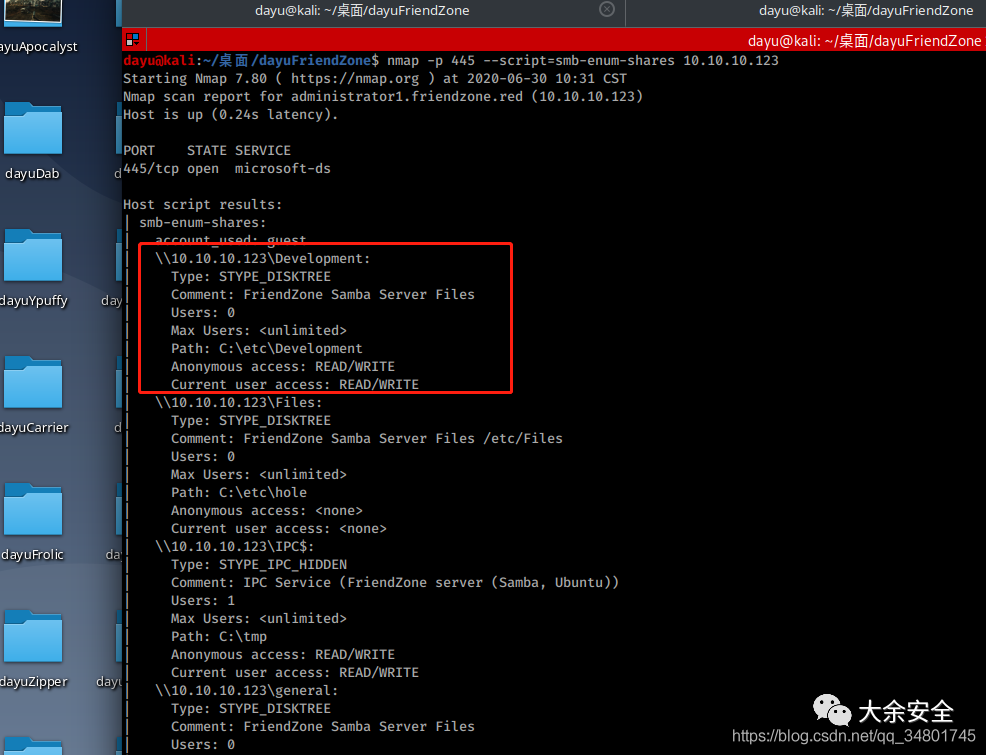 dayu@kali: ~/桌面/dayuFriendZone
dayu@kali: ~/桌面/dayuFriendZone
dayu@kali: ~/桌面/dayuFriendZone
ayuApocalyst
dayuDab
dayuYpuffy
dayuCarrier
dayuFrolic
dayuZipper
day
day
dayu
dayu@kali:~/桌面/dayuFriendZone$ nmap -p 445 --script=smb-enum-shares 10.10.10.123
Starting Nmap 7.80 ( https://nmap.org ) at 2020-06-30 10:31 CST
Nmap scan report for administrator1.friendzone.red (10.10.10.123)
Host is up (0.24s latency).
PORT    STATE SERVICE
445/tcp open  microsoft-ds
Host script results:
| smb-enum-shares:
|   account_used: guest
|   \\10.10.10.123\Development:
|     Type: STYPE_DISKTREE
|     Comment: FriendZone Samba Server Files
|     Users: 0
|     Max Users: <unlimited>
|     Path: C:\etc\Development
|     Anonymous access: READ/WRITE
|     Current user access: READ/WRITE
|   \\10.10.10.123\Files:
|     Type: STYPE_DISKTREE
|     Comment: FriendZone Samba Server Files /etc/Files
|     Users: 0
|     Max Users: <unlimited>
|     Path: C:\etc\hole
|     Anonymous access: <none>
|     Current user access: <none>
|   \\10.10.10.123\IPC$:
|     Type: STYPE_IPC_HIDDEN
|     Comment: IPC Service (FriendZone server (Samba, Ubuntu))
|     Users: 1
|     Max Users: <unlimited>
|     Path: C:\tmp
|     Anonymous access: READ/WRITE
|     Current user access: READ/WRITE
|   \\10.10.10.123\general:
|     Type: STYPE_DISKTREE
|     Comment: FriendZone Samba Server Files
|     Users: 0
大余安全
https://blog.csdn.net/qq_34801745